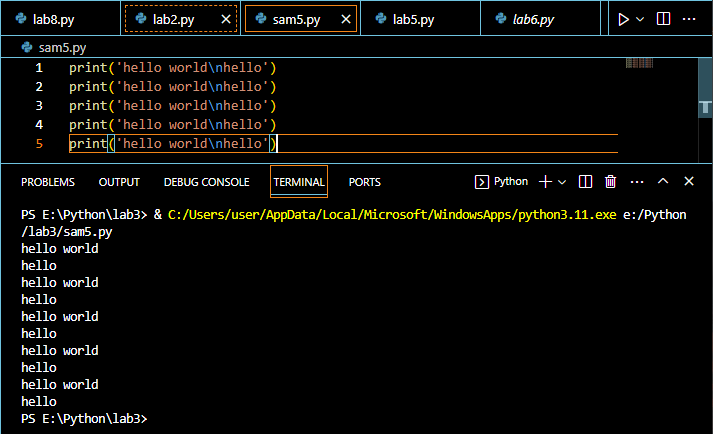 lab8.py lab2.py sam5.py lab5.py lab6.py
sam5.py
1 print('hello world\nhello')
2 print('hello world\nhello')
3 print('hello world\nhello')
4 print('hello world\nhello')
5 print('hello world\nhello')
PROBLEMS OUTPUT DEBUG CONSOLE TERMINAL PORTS Python
PS E:\Python\lab3> & C:/Users/user/AppData/Local/Microsoft/WindowsApps/python3.11.exe e:/Python
/lab3/sam5.py
hello world
hello
hello world
hello
hello world
hello
hello world
hello
hello world
hello
PS E:\Python\lab3>